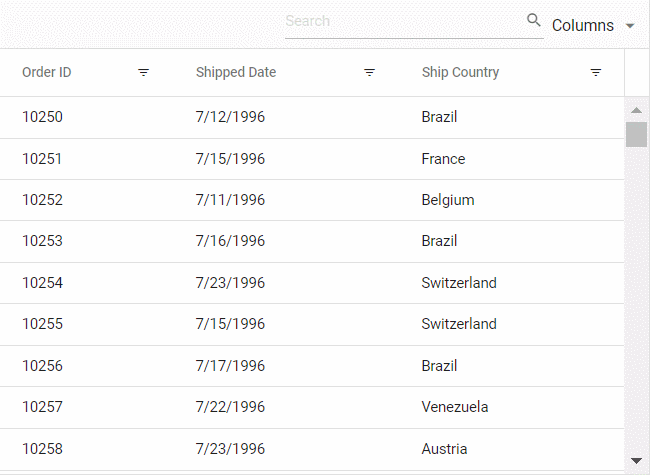 Search Columns
Order ID Shipped Date Ship Country
10250 7/12/1996 Brazil
10251 7/15/1996 France
10252 7/11/1996 Belgium
10253 7/16/1996 Brazil
10254 7/23/1996 Switzerland
10255 7/15/1996 Switzerland
10256 7/17/1996 Brazil
10257 7/22/1996 Venezuela
10258 7/23/1996 Austria